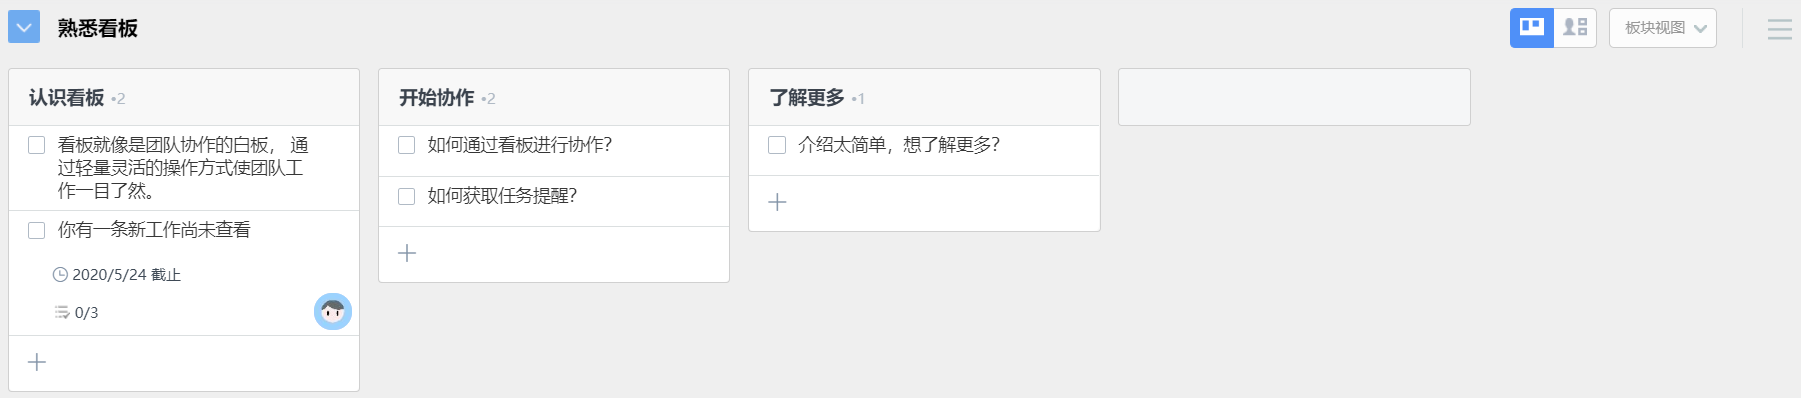 熟悉看板
板块视图
认识看板 •2
看板就像是团队协作的白板， 通
过轻量灵活的操作方式使团队工
作一目了然。
你有一条新工作尚未查看
2020/5/24 截止
0/3
开始协作 •2
如何通过看板进行协作？
如何获取任务提醒？
了解更多 •1
介绍太简单，想了解更多？